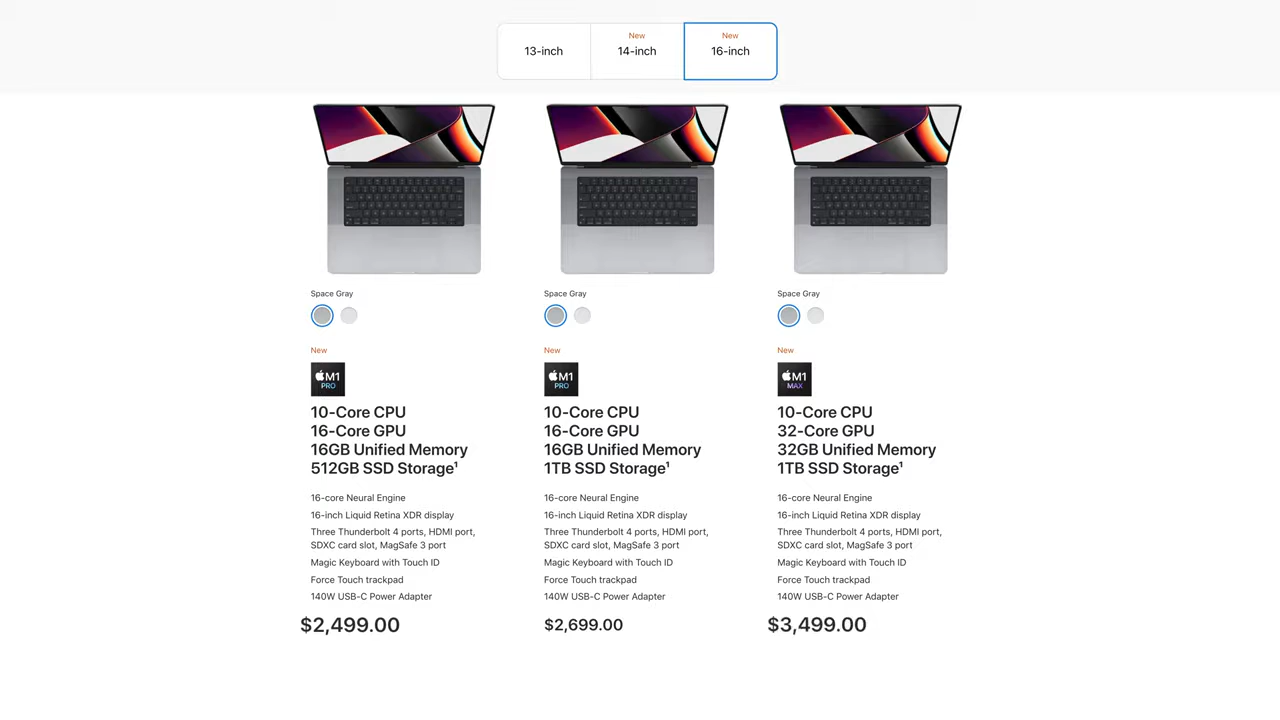 13-inch
New
14-inch
New
16-inch
Space Gray
New
M1
PRO
10-Core CPU
16-Core GPU
16GB Unified Memory
512GB SSD Storage¹
16-core Neural Engine
16-inch Liquid Retina XDR display
Three Thunderbolt 4 ports, HDMI port,
SDXC card slot, MagSafe 3 port
Magic Keyboard with Touch ID
Force Touch trackpad
140W USB-C Power Adapter
$2,499.00
Space Gray
New
M1
PRO
10-Core CPU
16-Core GPU
16GB Unified Memory
1TB SSD Storage¹
16-core Neural Engine
16-inch Liquid Retina XDR display
Three Thunderbolt 4 ports, HDMI port,
SDXC card slot, MagSafe 3 port
Magic Keyboard with Touch ID
Force Touch trackpad
140W USB-C Power Adapter
$2,699.00
Space Gray
New
M1
MAX
10-Core CPU
32-Core GPU
32GB Unified Memory
1TB SSD Storage¹
16-core Neural Engine
16-inch Liquid Retina XDR display
Three Thunderbolt 4 ports, HDMI port,
SDXC card slot, MagSafe 3 port
Magic Keyboard with Touch ID
Force Touch trackpad
140W USB-C Power Adapter
$3,499.00